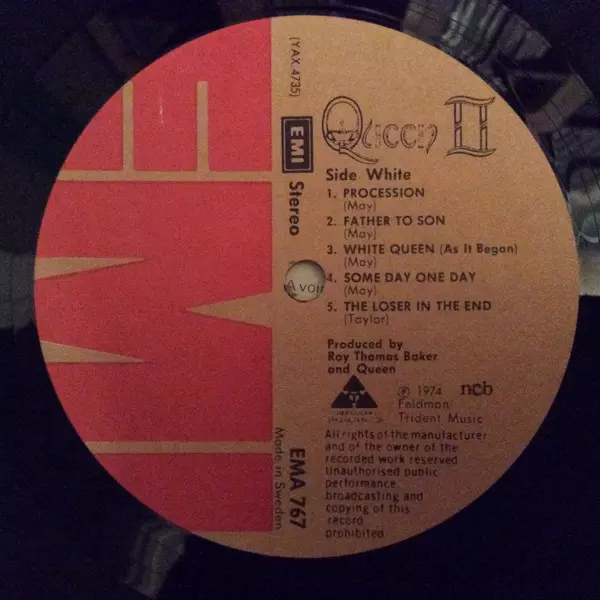 (YAX.4735)
EMI
Stereo
Queen II
Side White
1. PROCESSION
(May)
2. FATHER TO SON
(May)
3. WHITE QUEEN (As It Began)
(May)
4. SOME DAY ONE DAY
(May)
5. THE LOSER IN THE END
(Taylor)
A voir
Produced by
Roy Thomas Baker
and Queen
℗ 1974 ncb
Feldman/
Trident Music
All rights of the manufacturer
and of the owner of the
recorded work reserved
Unauthorised public
performance,
broadcasting and
copying of this
record
prohibited
EMA 767
Made in Sweden